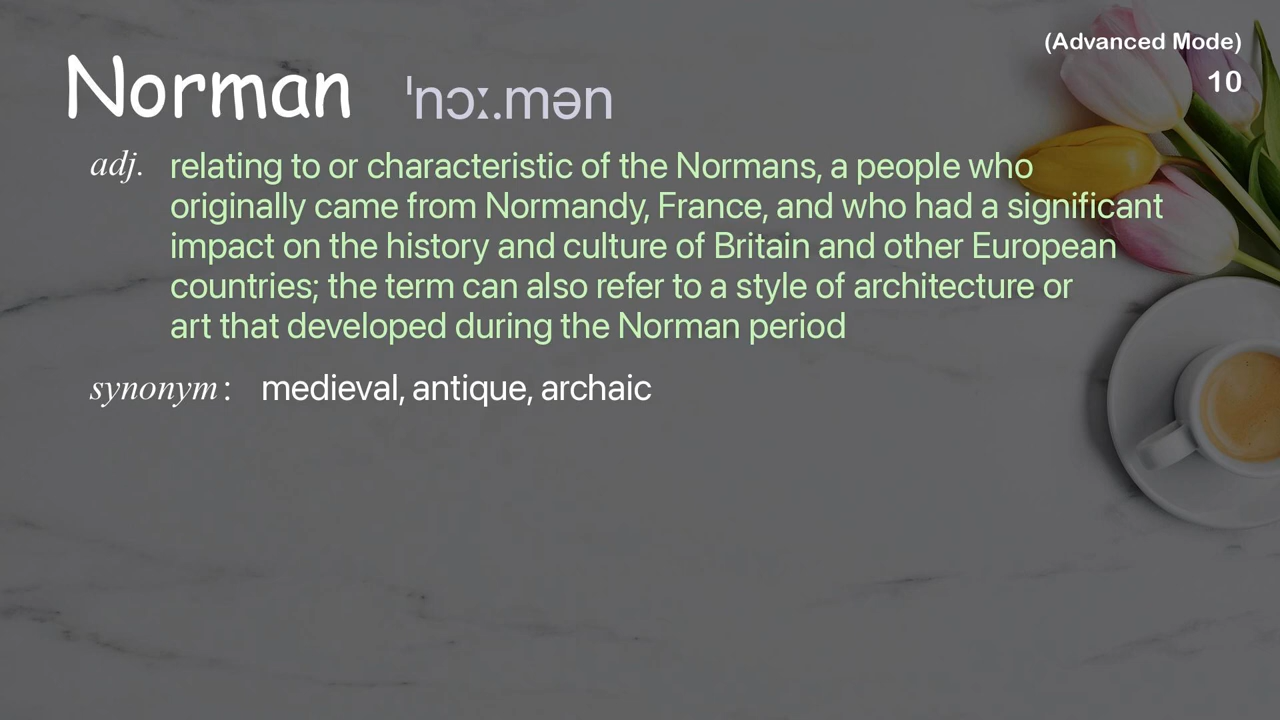 (Advanced Mode)
10
Norman ˈnɔː.mən
adj. relating to or characteristic of the Normans, a people who
originally came from Normandy, France, and who had a significant
impact on the history and culture of Britain and other European
countries; the term can also refer to a style of architecture or
art that developed during the Norman period
synonym: medieval, antique, archaic